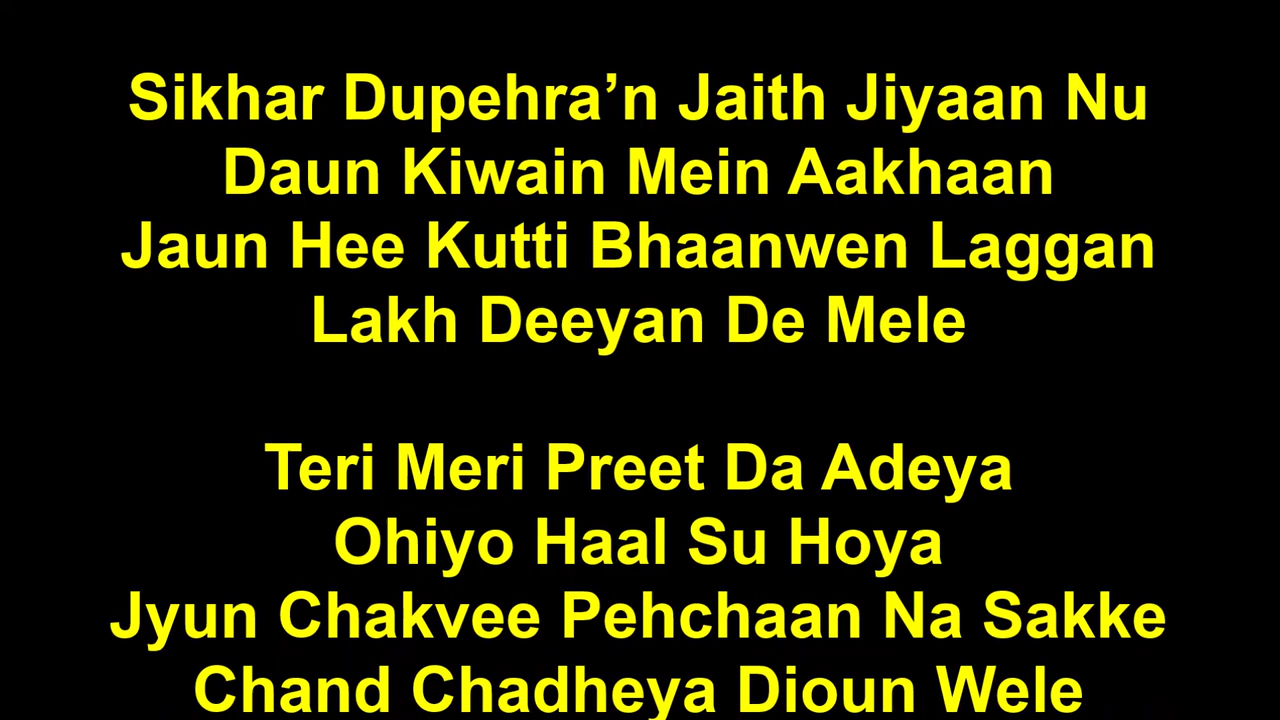 Sikhar Dupehra’n Jaith Jiyaan Nu
Daun Kiwain Mein Aakhaan
Jaun Hee Kutti Bhaanwen Laggan
Lakh Deeyan De Mele
Teri Meri Preet Da Adeya
Ohiyo Haal Su Hoya
Jyun Chakvee Pehchaan Na Sakke
Chand Chadheya Dioun Wele